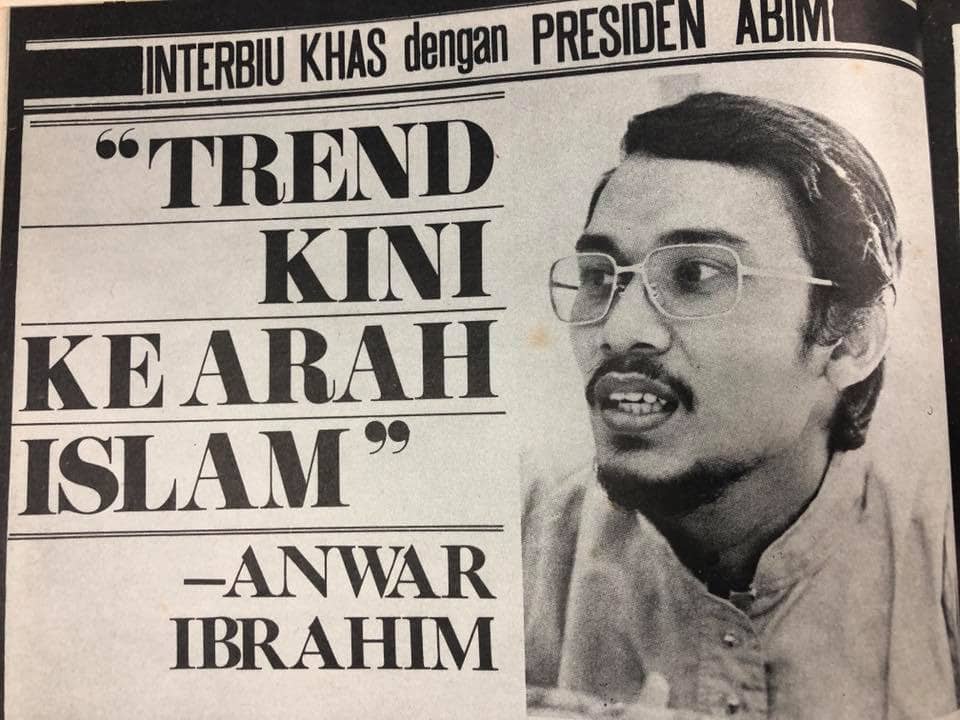 INTERBIU KHAS dengan PRESIDEN ABIM
“TREND
KINI
KE ARAH
ISLAM”
—ANWAR
IBRAHIM